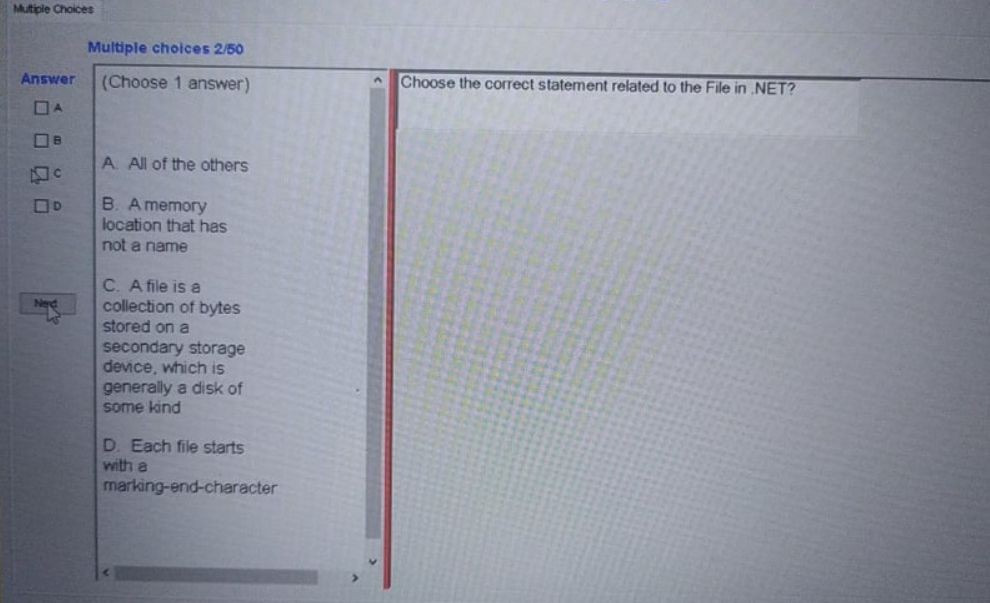 Multiple Choices
Multiple choices 2/50
Answer
A
B
C
D
Next
(Choose 1 answer)
A. All of the others
B. A memory
location that has
not a name
C. A file is a
collection of bytes
stored on a
secondary storage
device, which is
generally a disk of
some kind
D. Each file starts
with a
marking-end-character
Choose the correct statement related to the File in .NET?